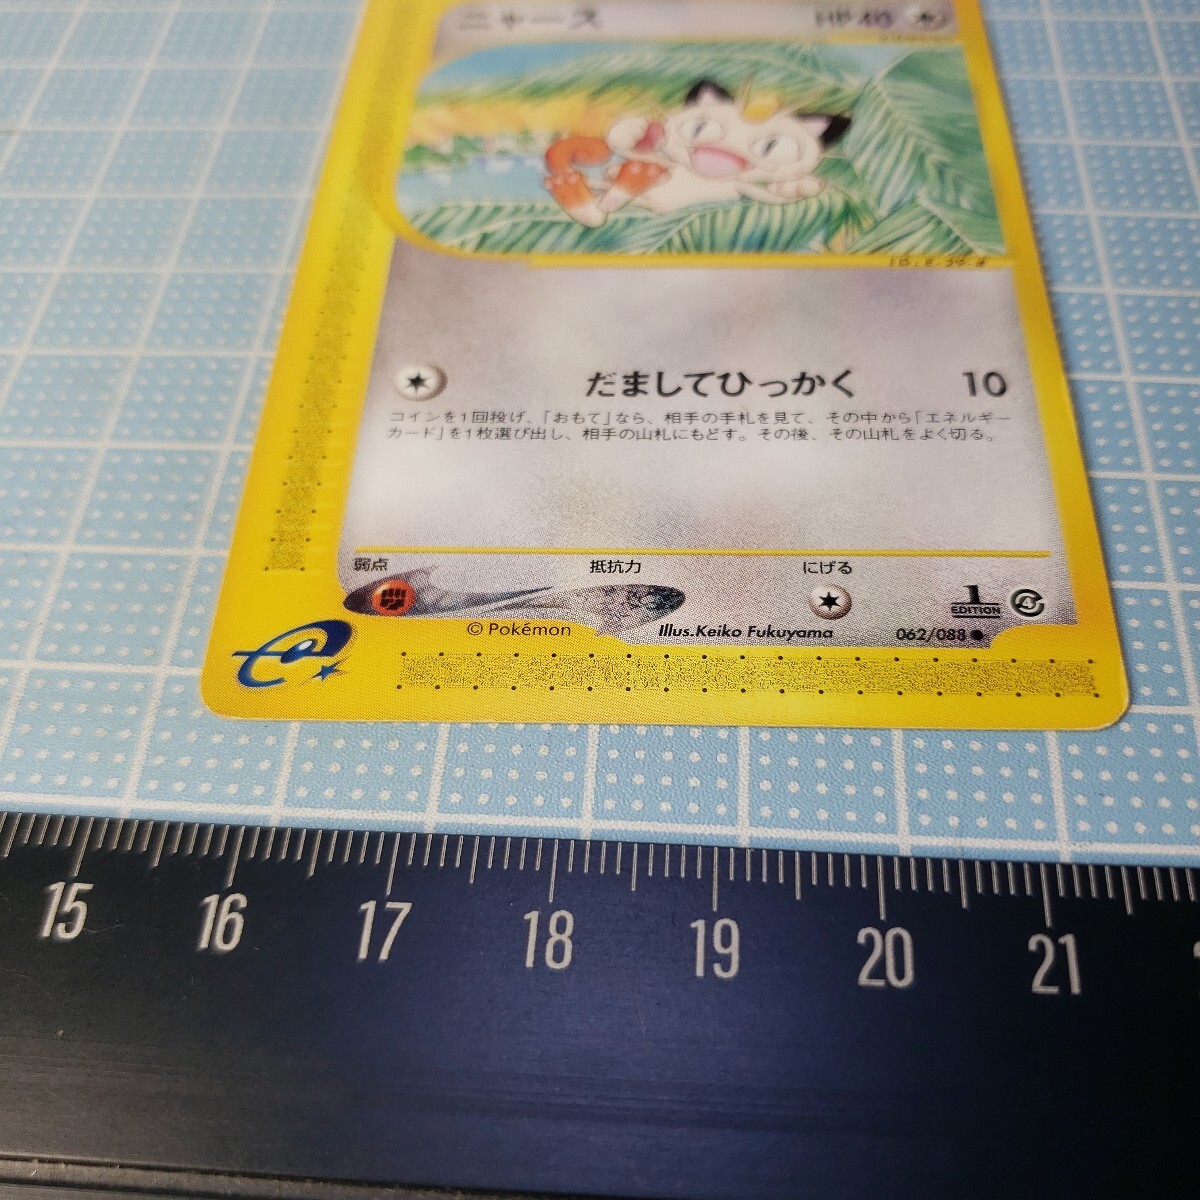 ニャース HP 40
ID:E-59-#
だましてひっかく 10
コインを1回投げ、「おもて」なら、相手の手札を見て、その中から「エネルギー
カード」を1枚選び出し、相手の山札にもどす。その後、その山札をよく切る。
弱点 抵抗力 にげる
1
EDITION
© Pokémon Illus.Keiko Fukuyama 062/088 ●
e
15 16 17 18 19 20 21